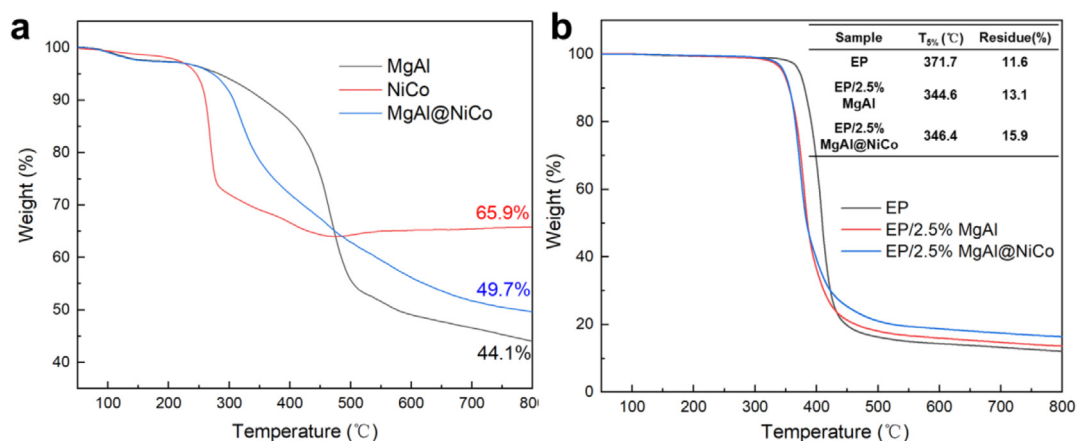 a
100
90
80
70
60
50
40
Weight (%)
MgAl
NiCo
MgAl@NiCo
65.9%
49.7%
44.1%
100 200 300 400 500 600 700 800
Temperature (℃)
b
100
80
60
40
20
0
Weight (%)
Sample T5% (℃) Residue(%)
EP 371.7 11.6
EP/2.5%
MgAl 344.6 13.1
EP/2.5%
MgAl@NiCo 346.4 15.9
EP
EP/2.5% MgAl
EP/2.5% MgAl@NiCo
100 200 300 400 500 600 700 800
Temperature (℃)